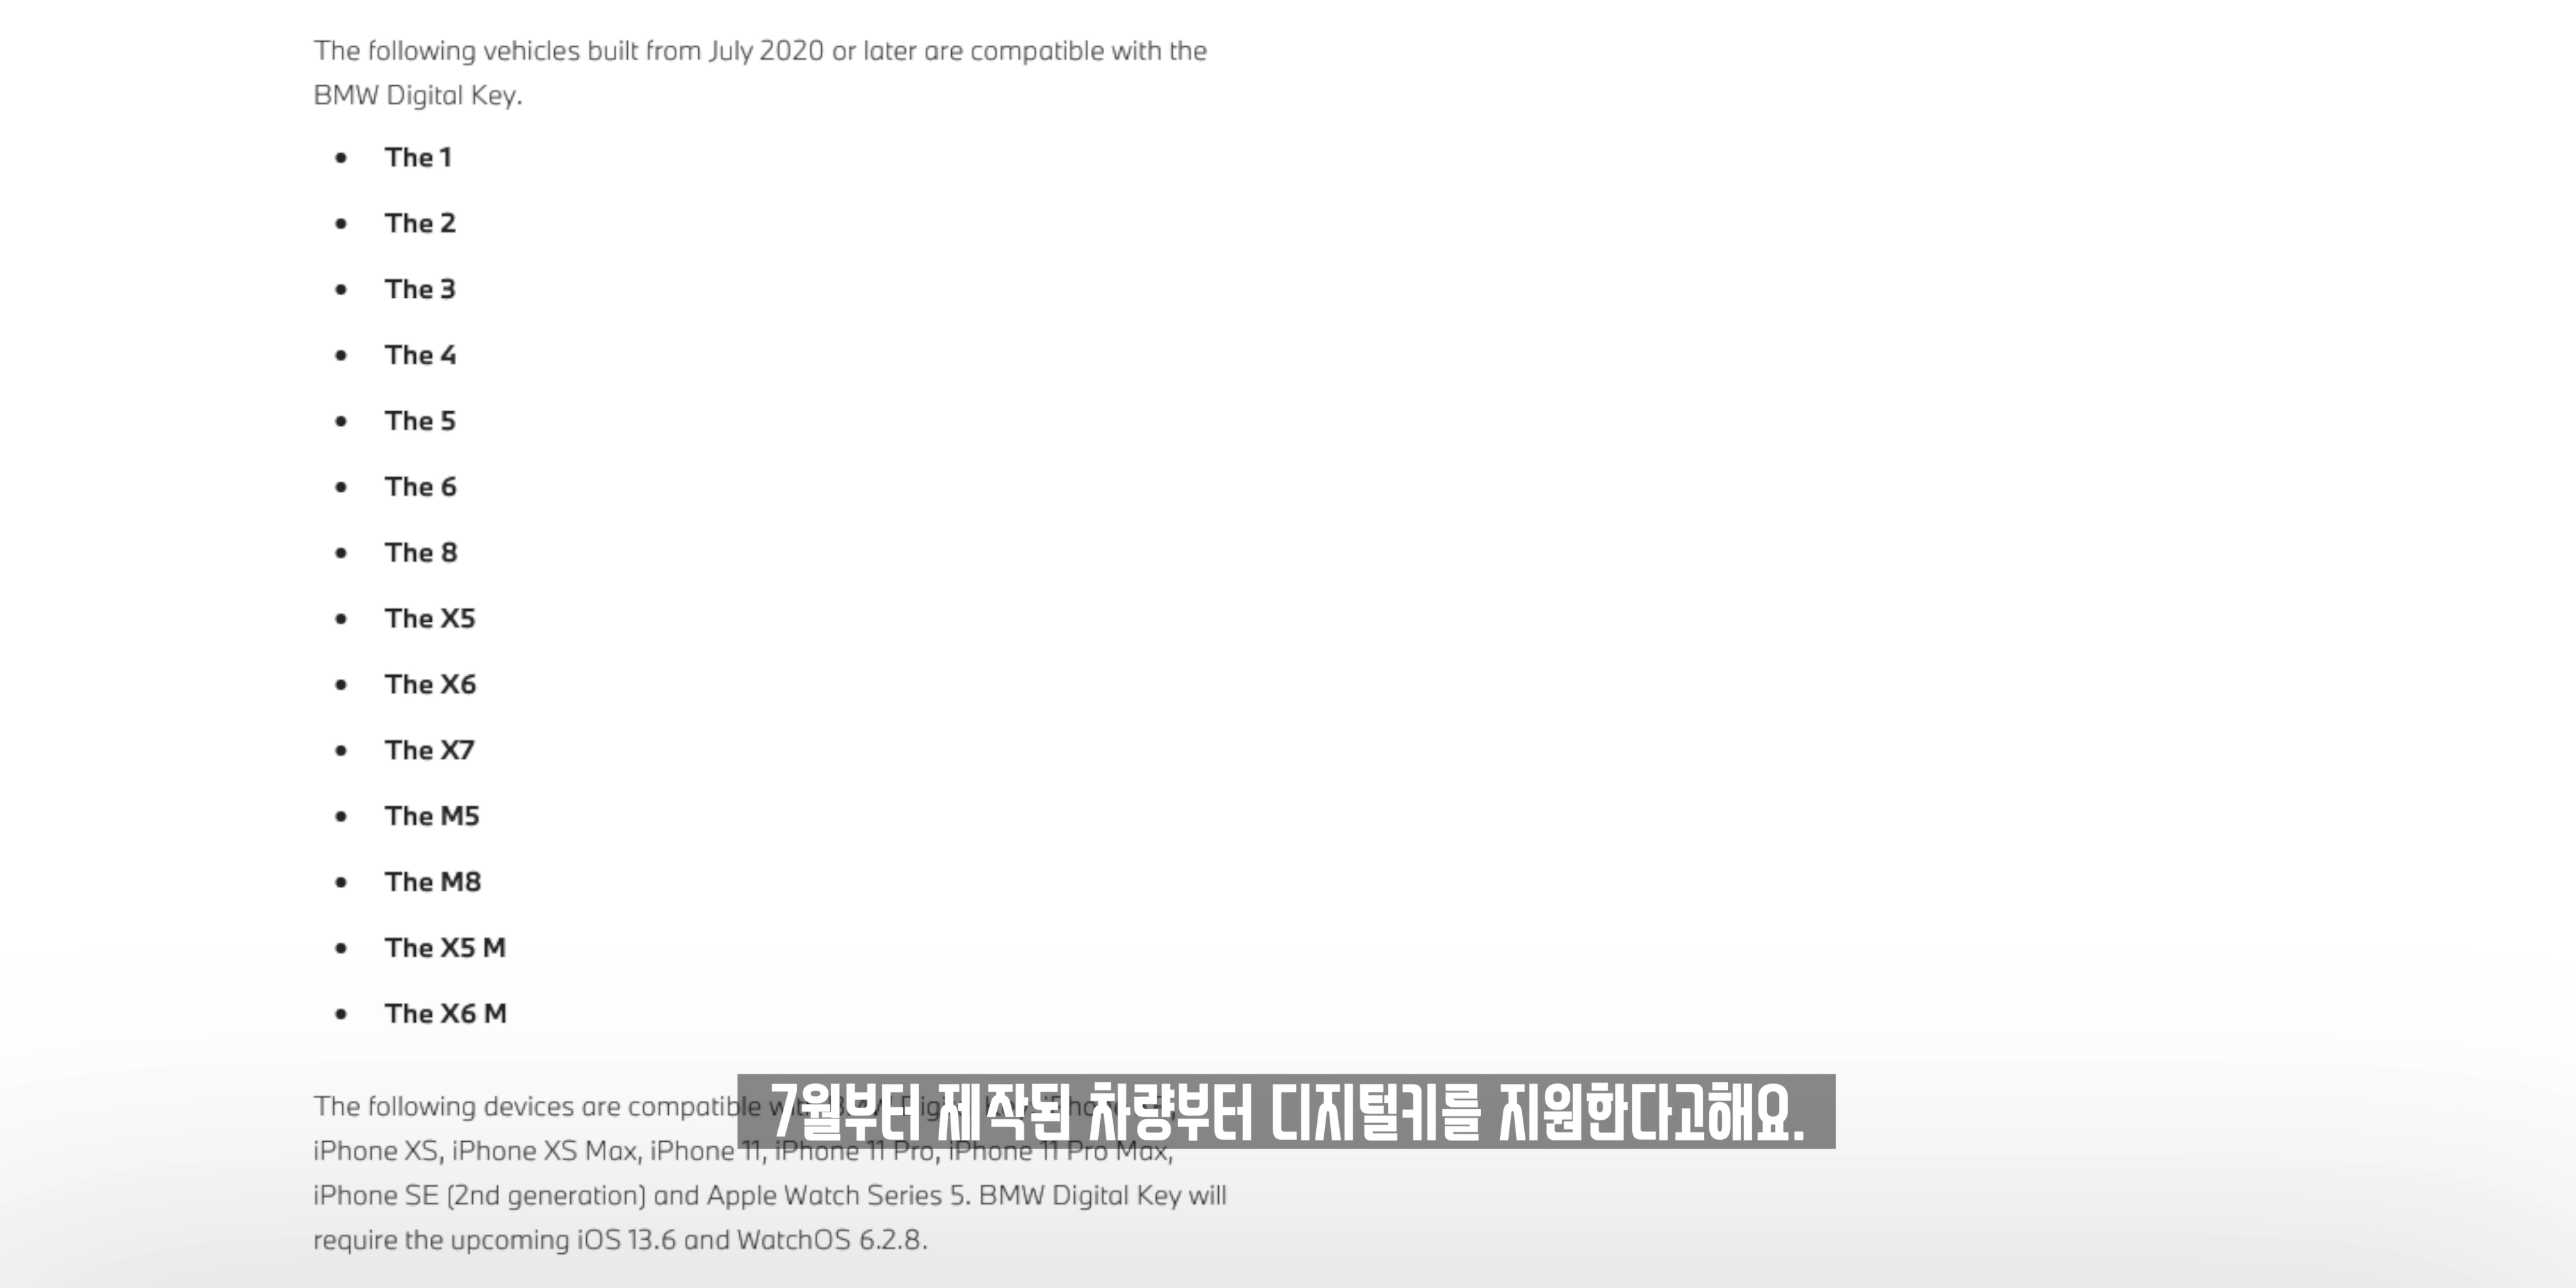 The following vehicles built from July 2020 or later are compatible with the
BMW Digital Key.
• The 1
• The 2
• The 3
• The 4
• The 5
• The 6
• The 8
• The X5
• The X6
• The X7
• The M5
• The M8
• The X5 M
• The X6 M
The following devices are compatible
7월부터 제작된 차량부터 디지털키를 지원한다고해요.
iPhone XS, iPhone XS Max, iPhone 11, iPhone 11 Pro, iPhone 11 Pro Max,
iPhone SE (2nd generation) and Apple Watch Series 5. BMW Digital Key will
require the upcoming iOS 13.6 and WatchOS 6.2.8.